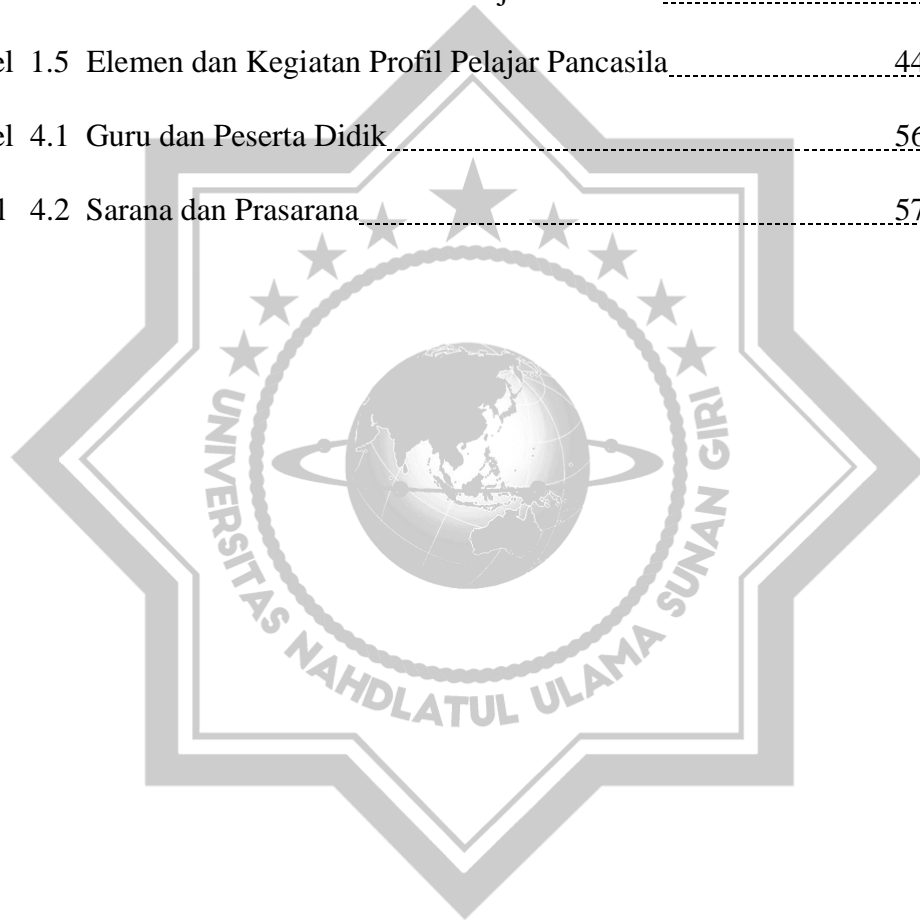 el 1.5 Elemen dan Kegiatan Profil Pelajar Pancasila 44
el 4.1 Guru dan Peserta Didik 56
l 4.2 Sarana dan Prasarana 57
UNIVERSITAS NAHDLATUL ULAMA SUNAN GIRI